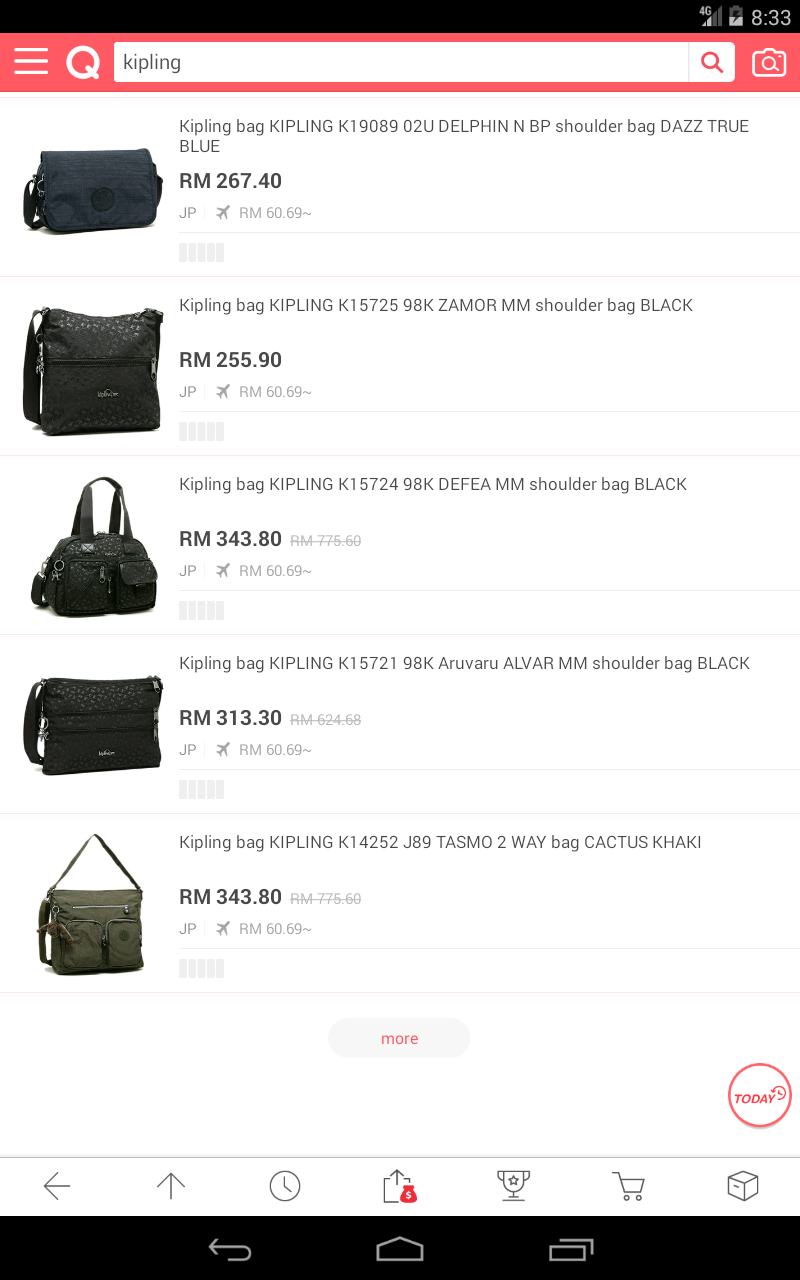 4G 8:33
kipling
Kipling bag KIPLING K19089 02U DELPHIN N BP shoulder bag DAZZ TRUE
BLUE
RM 267.40
JP RM 60.69~
Kipling bag KIPLING K15725 98K ZAMOR MM shoulder bag BLACK
RM 255.90
JP RM 60.69~
Kipling bag KIPLING K15724 98K DEFEA MM shoulder bag BLACK
RM 343.80 RM 775.60
JP RM 60.69~
Kipling bag KIPLING K15721 98K Aruvaru ALVAR MM shoulder bag BLACK
RM 313.30 RM 624.68
JP RM 60.69~
Kipling bag KIPLING K14252 J89 TASMO 2 WAY bag CACTUS KHAKI
RM 343.80 RM 775.60
JP RM 60.69~
more
TODAY
$